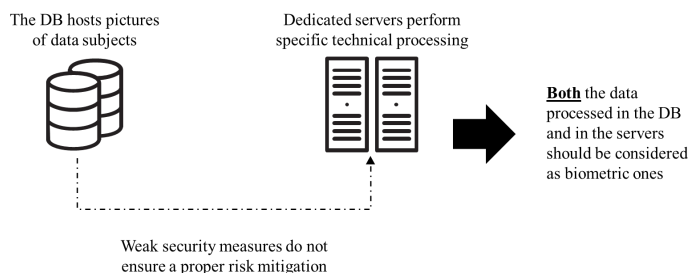 The DB hosts pictures
of data subjects
Dedicated servers perform
specific technical processing
Both the data
processed in the DB
and in the servers
should be considered
as biometric ones
Weak security measures do not
ensure a proper risk mitigation